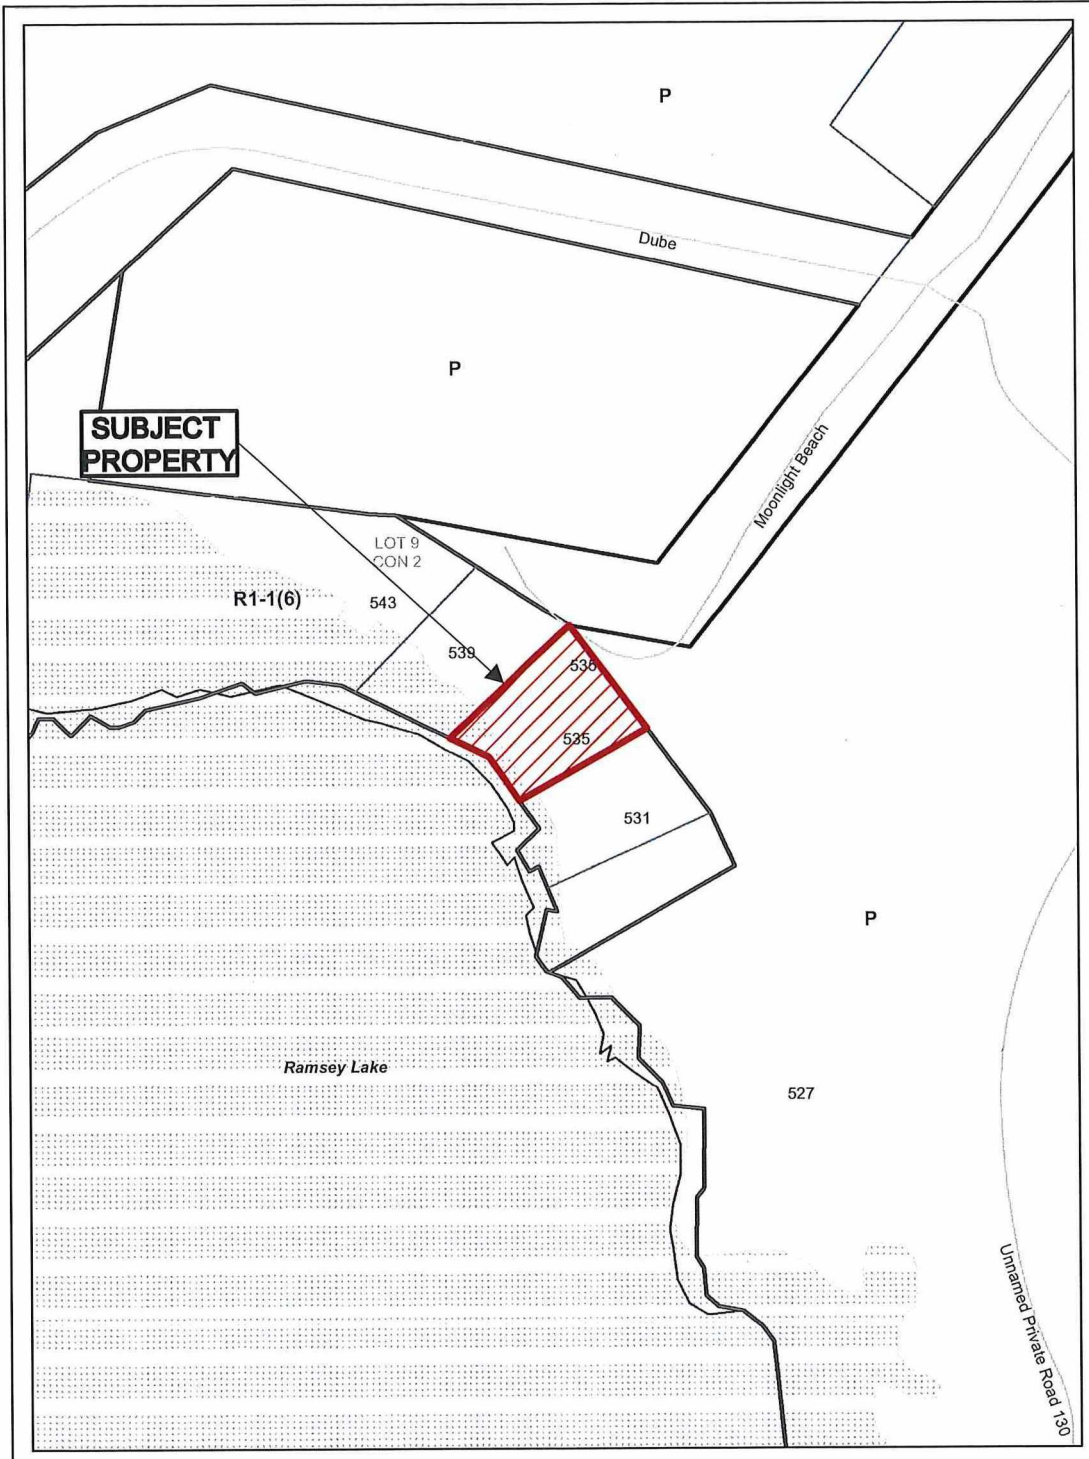 P
Dube
P
Moonlight Beach
SUBJECT
PROPERTY
LOT 9
CON 2
R1-1(6)
543
539
535
535
531
P
Ramsey Lake
527
Unnamed Private Road 130